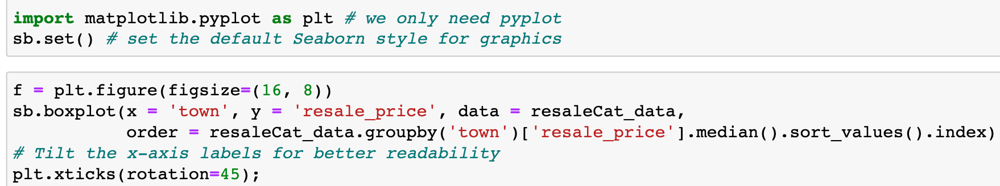 import matplotlib.pyplot as plt # we only need pyplot
sb.set() # set the default Seaborn style for graphics
f = plt.figure(figsize=(16, 8))
sb.boxplot(x = 'town', y = 'resale_price', data = resaleCat_data,
           order = resaleCat_data.groupby('town')['resale_price'].median().sort_values().index)
# Tilt the x-axis labels for better readability
plt.xticks(rotation=45);